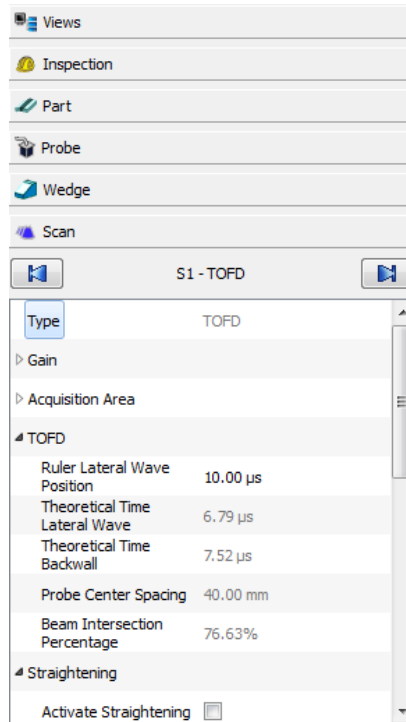 Views
Inspection
Part
Probe
Wedge
Scan
S1 - TOFD
Type TOFD
Gain
Acquisition Area
TOFD
Ruler Lateral Wave
Position 10.00 µs
Theoretical Time
Lateral Wave 6.79 µs
Theoretical Time
Backwall 7.52 µs
Probe Center Spacing 40.00 mm
Beam Intersection
Percentage 76.63%
Straightening
Activate Straightening